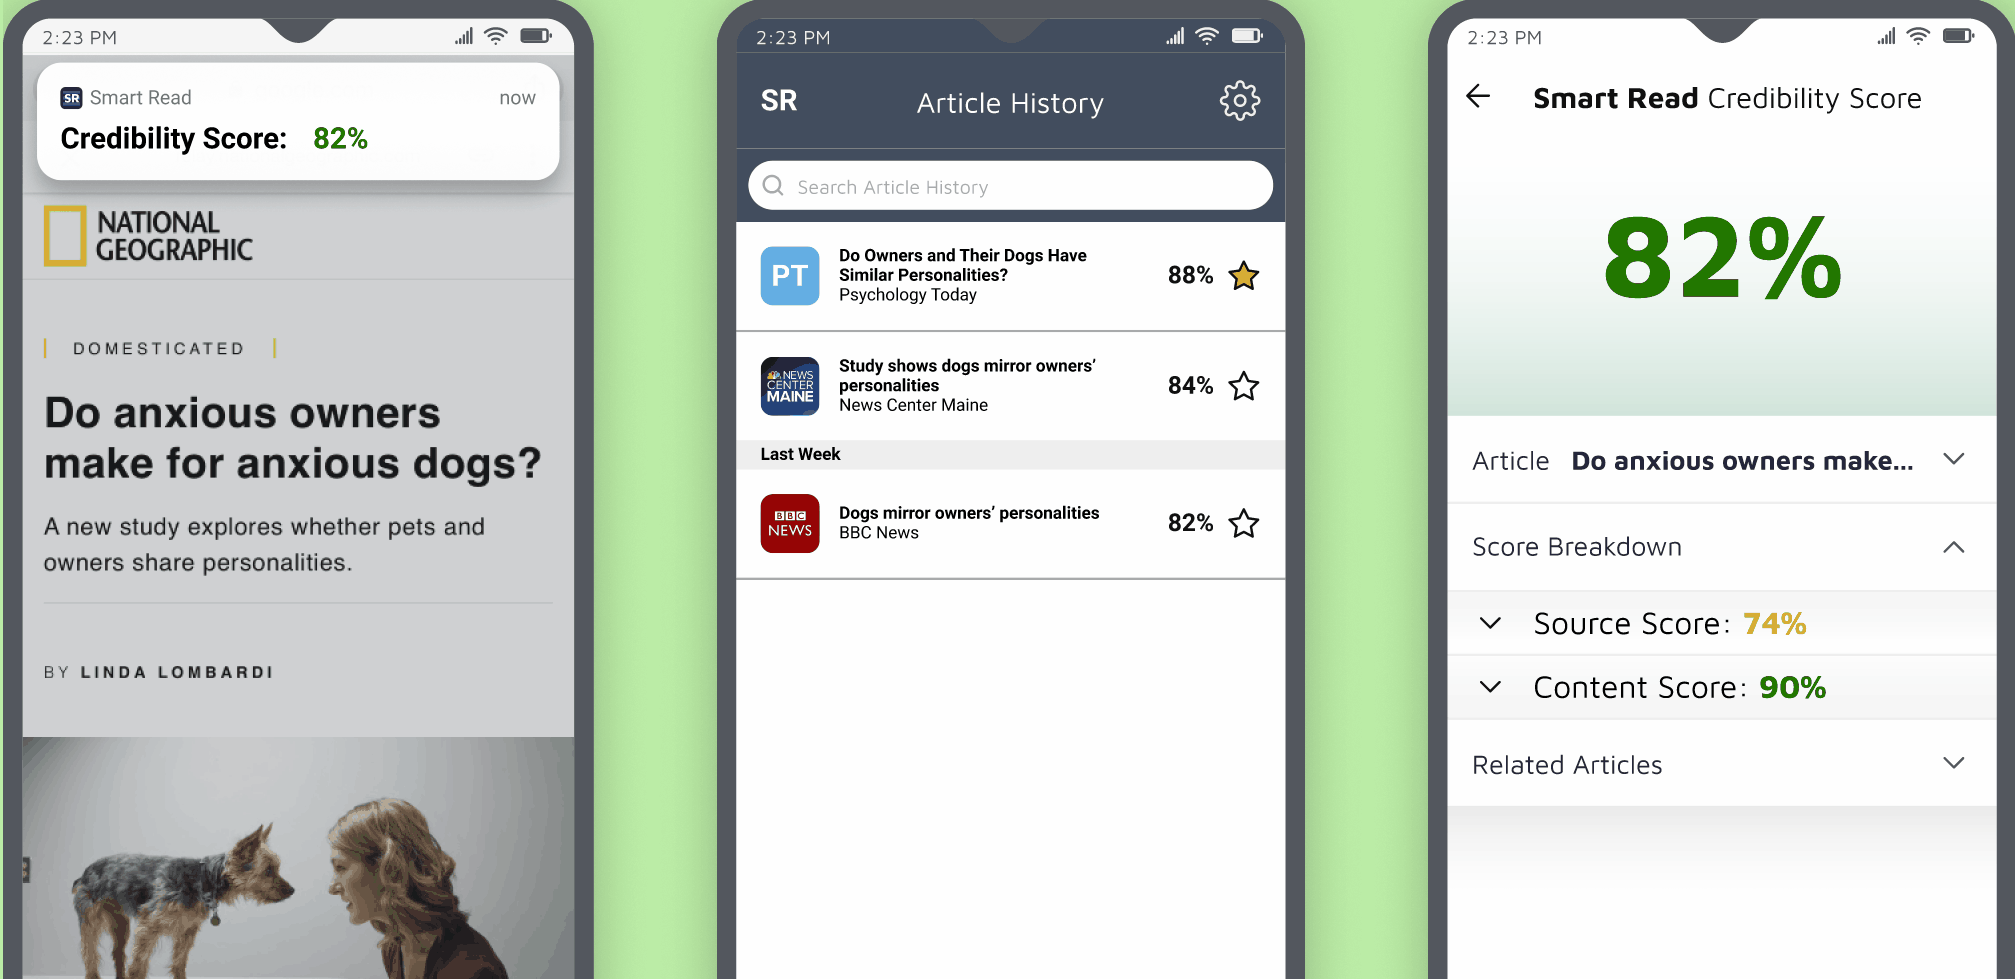 2:23 PM
SR Smart Read
now
Credibility Score: 82%
NATIONAL
GEOGRAPHIC
DOMESTICATED
Do anxious owners
make for anxious dogs?
A new study explores whether pets and
owners share personalities.
BY LINDA LOMBARDI
2:23 PM
SR
Article History
Search Article History
PT
Do Owners and Their Dogs Have
Similar Personalities?
Psychology Today
88%
NEWS
CENTER
MAINE
Study shows dogs mirror owners’
personalities
News Center Maine
84%
Last Week
BBC
NEWS
Dogs mirror owners’ personalities
BBC News
82%
2:23 PM
Smart Read Credibility Score
82%
Article Do anxious owners make...
Score Breakdown
Source Score: 74%
Content Score: 90%
Related Articles